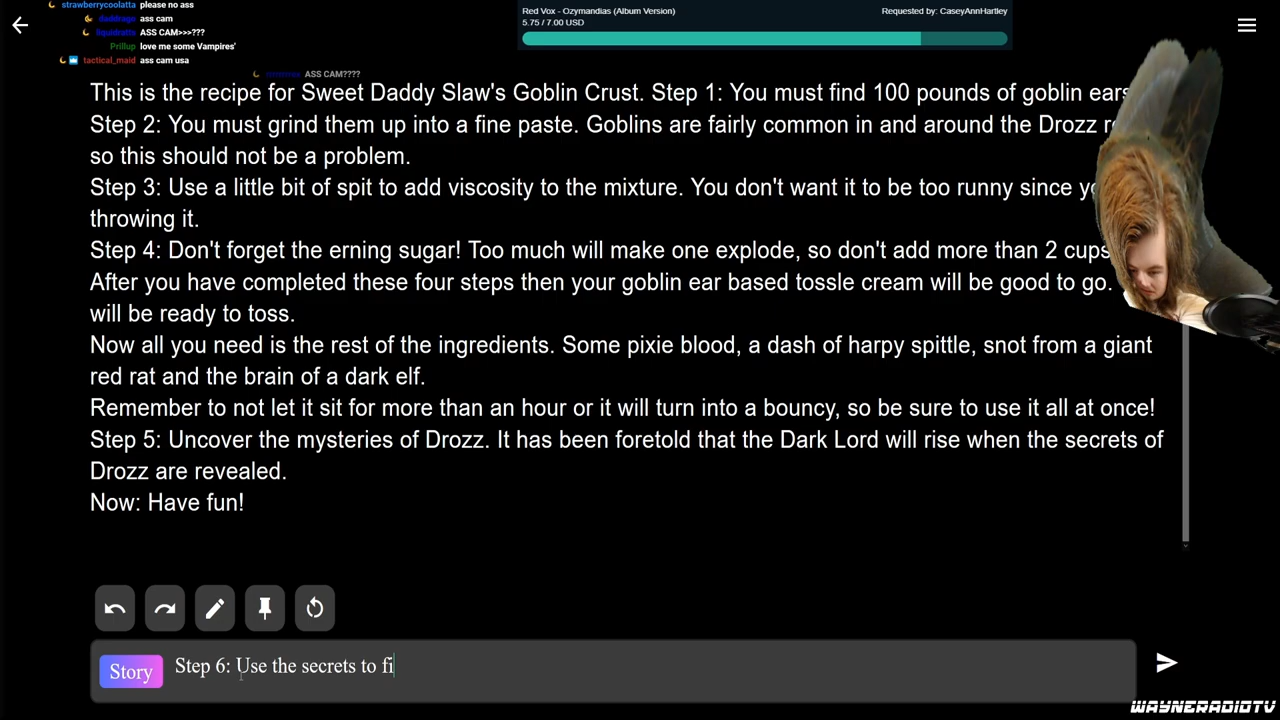 strawberrycoolatta please no ass
daddrago ass cam
liquidratte ASS CAM>>>???
Prillup love me some Vampires'
tactical_maid ass cam usa
ASS CAM????
Red Vox - Ozymandias (Album Version)
Requested by: CaseyAnnHartley
5.75 / 7.00 USD
This is the recipe for Sweet Daddy Slaw's Goblin Crust. Step 1: You must find 100 pounds of goblin ears
Step 2: You must grind them up into a fine paste. Goblins are fairly common in and around the Drozz
so this should not be a problem.
Step 3: Use a little bit of spit to add viscosity to the mixture. You don't want it to be too runny since
throwing it.
Step 4: Don't forget the erning sugar! Too much will make one explode, so don't add more than 2 cups
After you have completed these four steps then your goblin ear based tossle cream will be good to go.
will be ready to toss.
Now all you need is the rest of the ingredients. Some pixie blood, a dash of harpy spittle, snot from a giant
red rat and the brain of a dark elf.
Remember to not let it sit for more than an hour or it will turn into a bouncy, so be sure to use it all at once!
Step 5: Uncover the mysteries of Drozz. It has been foretold that the Dark Lord will rise when the secrets of
Drozz are revealed.
Now: Have fun!
Story
Step 6: Use the secrets to fi
WAYNERADIOTV